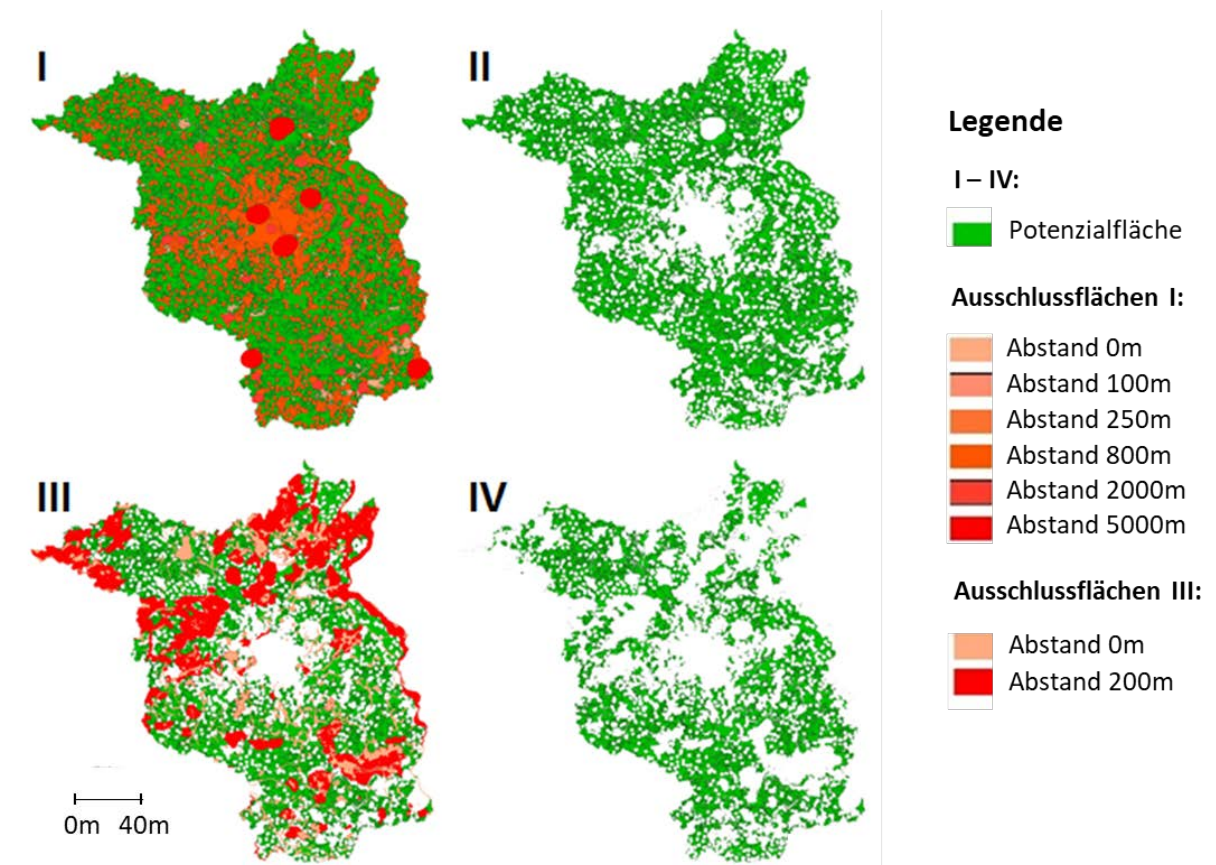 I
II
III
IV
0m 40m
Legende
I – IV:
Potenzialfläche
Ausschlussflächen I:
Abstand 0m
Abstand 100m
Abstand 250m
Abstand 800m
Abstand 2000m
Abstand 5000m
Ausschlussflächen III:
Abstand 0m
Abstand 200m